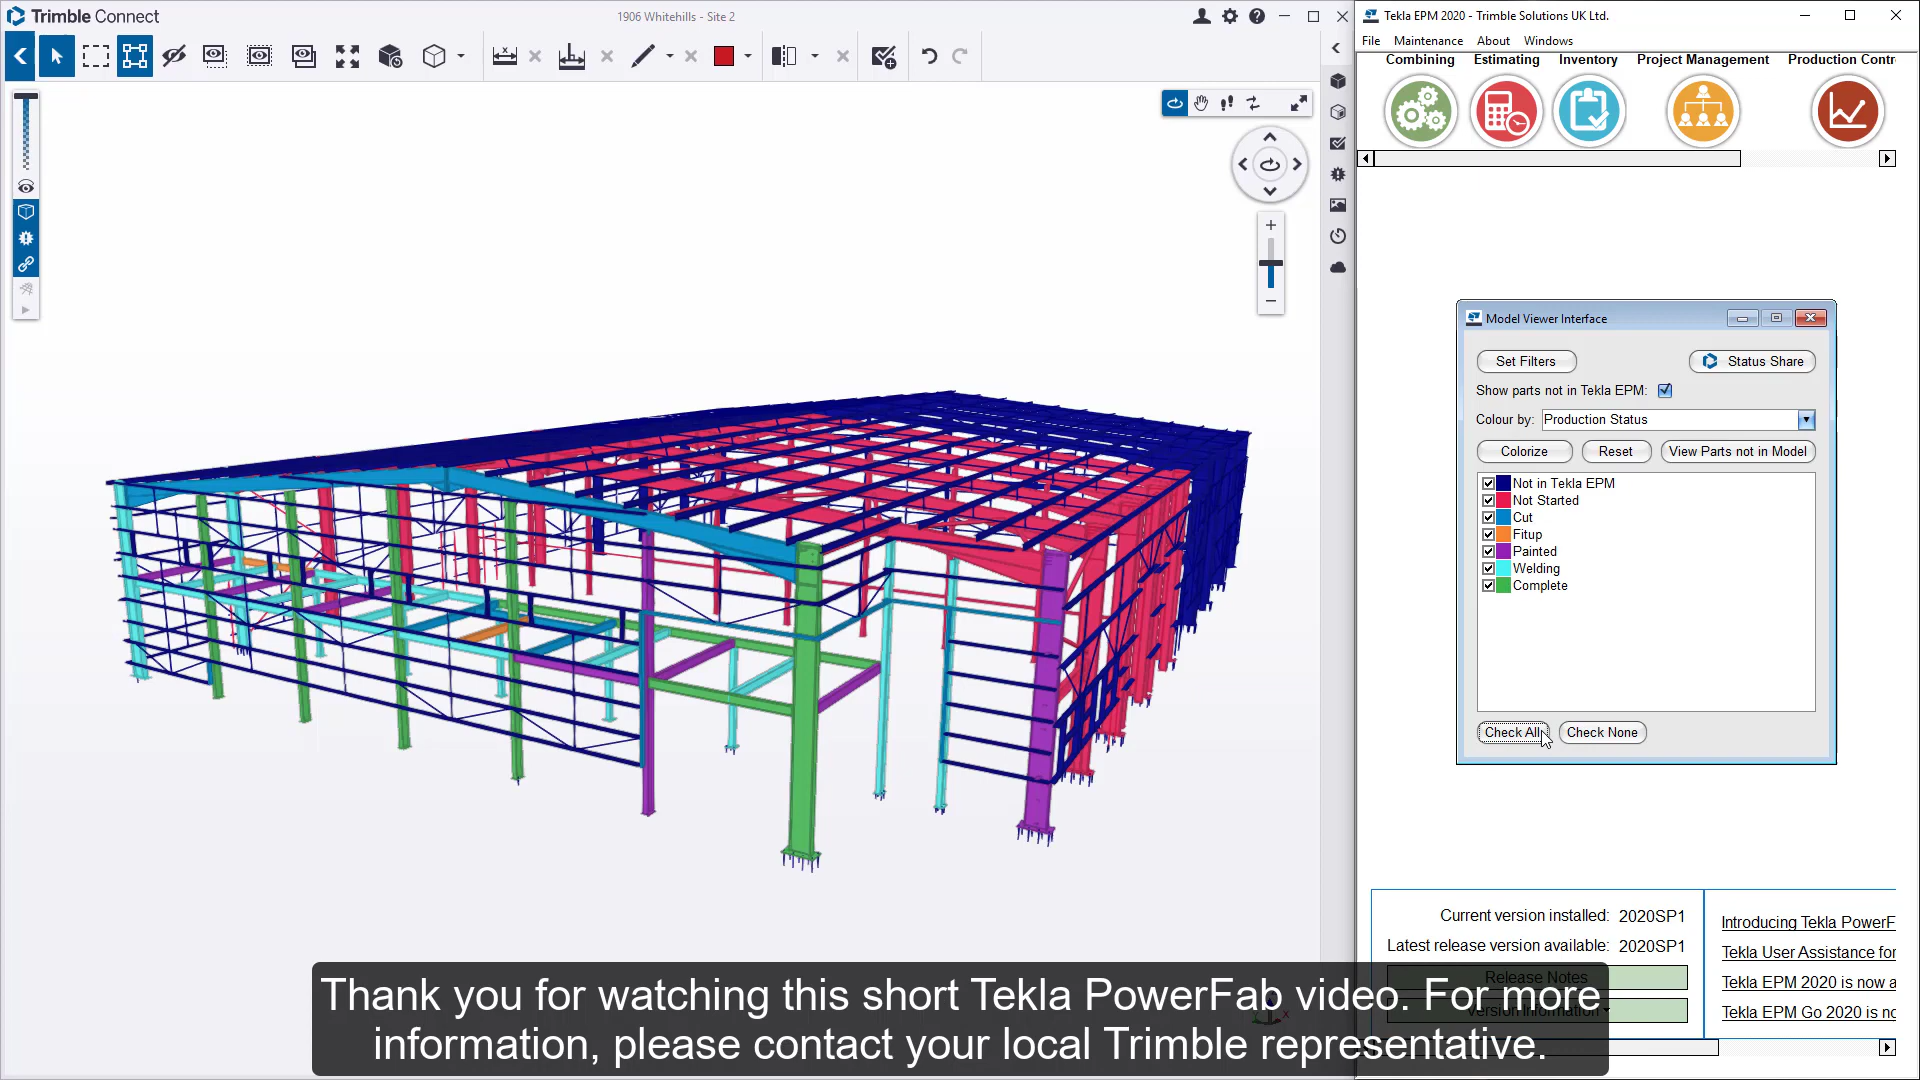 Trimble Connect
1906 Whitehills - Site 2
Tekla EPM 2020 - Trimble Solutions UK Ltd.
File Maintenance About Windows
Combining Estimating Inventory Project Management Production Contr
Model Viewer Interface
Set Filters
Status Share
Show parts not in Tekla EPM:
Colour by: Production Status
Colorize Reset View Parts not in Model
Not in Tekla EPM
Not Started
Cut
Fitup
Painted
Welding
Complete
Check All Check None
Current version installed: 2020SP1
Latest release version available: 2020SP1
Release Notes
Version Information
Introducing Tekla PowerF
Tekla User Assistance for
Tekla EPM 2020 is now a
Tekla EPM Go 2020 is no
Thank you for watching this short Tekla PowerFab video. For more
information, please contact your local Trimble representative.